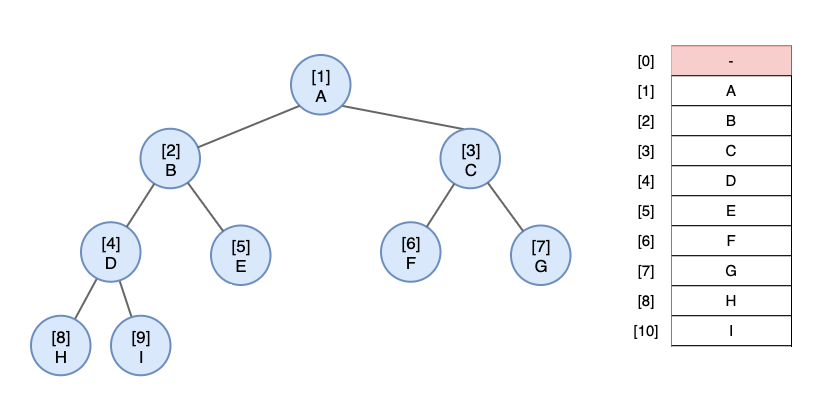 [1]
A
[2]
B
[3]
C
[4]
D
[5]
E
[6]
F
[7]
G
[8]
H
[9]
I
[0] -
[1] A
[2] B
[3] C
[4] D
[5] E
[6] F
[7] G
[8] H
[10] I